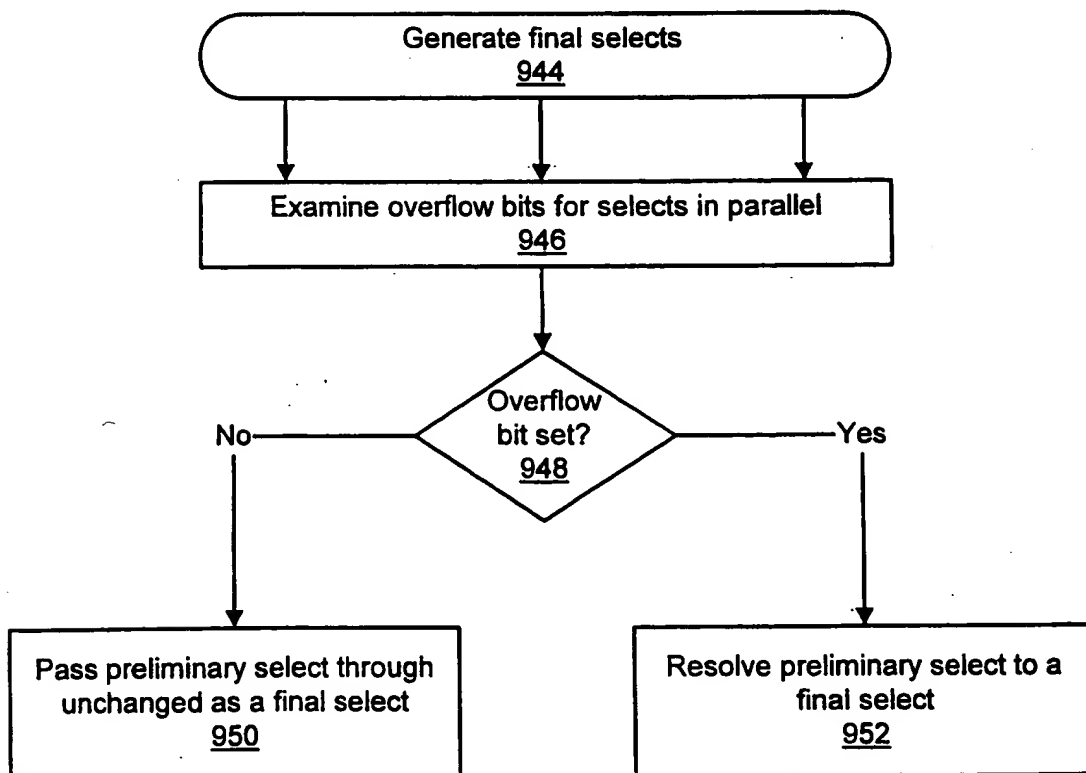 Generate final selects
944
Examine overflow bits for selects in parallel
946
Overflow
bit set?
948
No
Yes
Pass preliminary select through
unchanged as a final select
950
Resolve preliminary select to a
final select
952